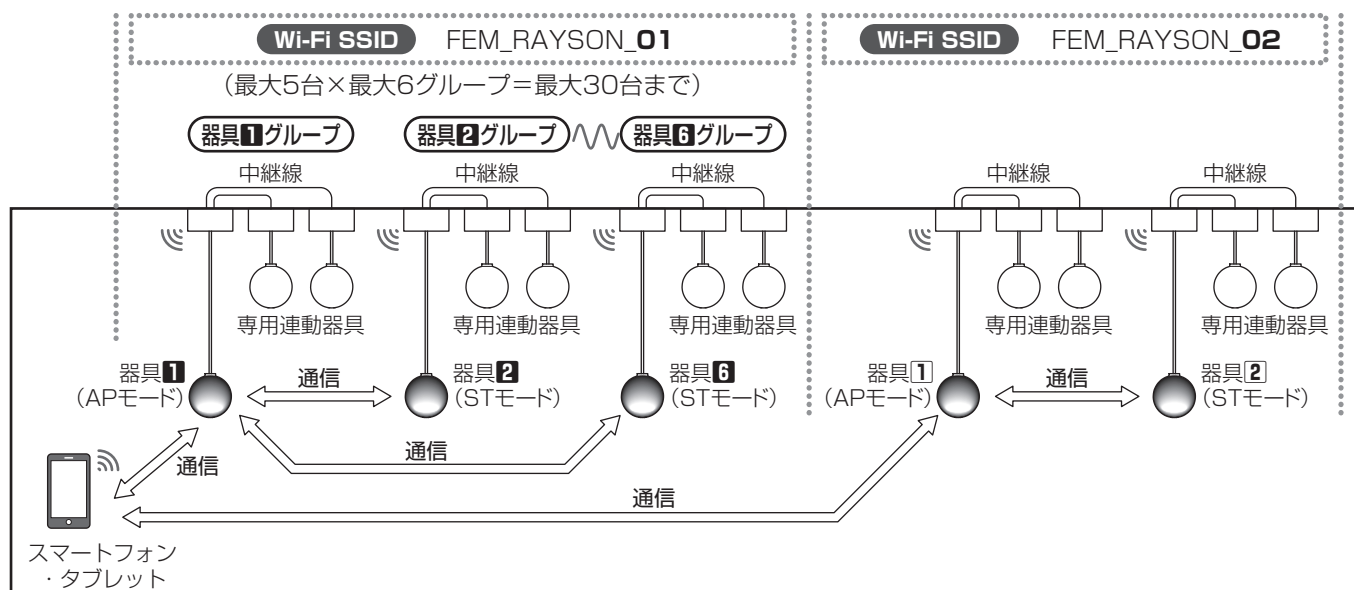 Wi-Fi SSID FEM_RAYSON_01
(最大5台×最大6グループ=最大30台まで)
器具1グループ
器具2グループ
器具6グループ
中継線
中継線
中継線
専用連動器具
専用連動器具
専用連動器具
器具1
(APモード)
通信
器具2
(STモード)
器具6
(STモード)
通信
Wi-Fi SSID FEM_RAYSON_02
中継線
中継線
専用連動器具
専用連動器具
器具1
(APモード)
通信
器具2
(STモード)
通信
通信
スマートフォン
・タブレット